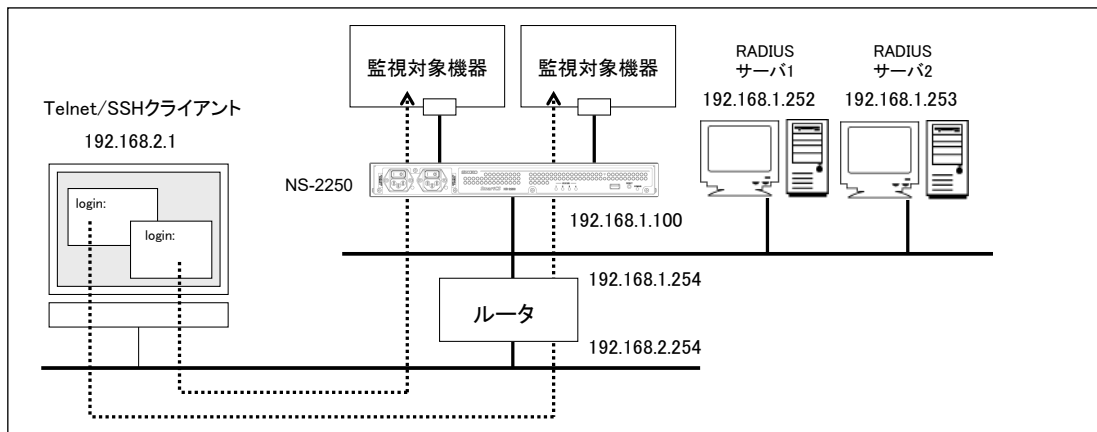 監視対象機器
監視対象機器
RADIUS
サーバ1
192.168.1.252
RADIUS
サーバ2
192.168.1.253
Telnet/SSHクライアント
192.168.2.1
login:
login:
NS-2250
192.168.1.100
192.168.1.254
ルータ
192.168.2.254